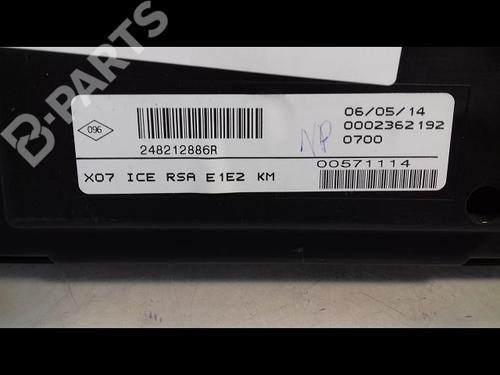 B-PARTS
096
248212886R
NP
06/05/14
0002362192
0700
00571114
X07 ICE RSA E1E2 KM